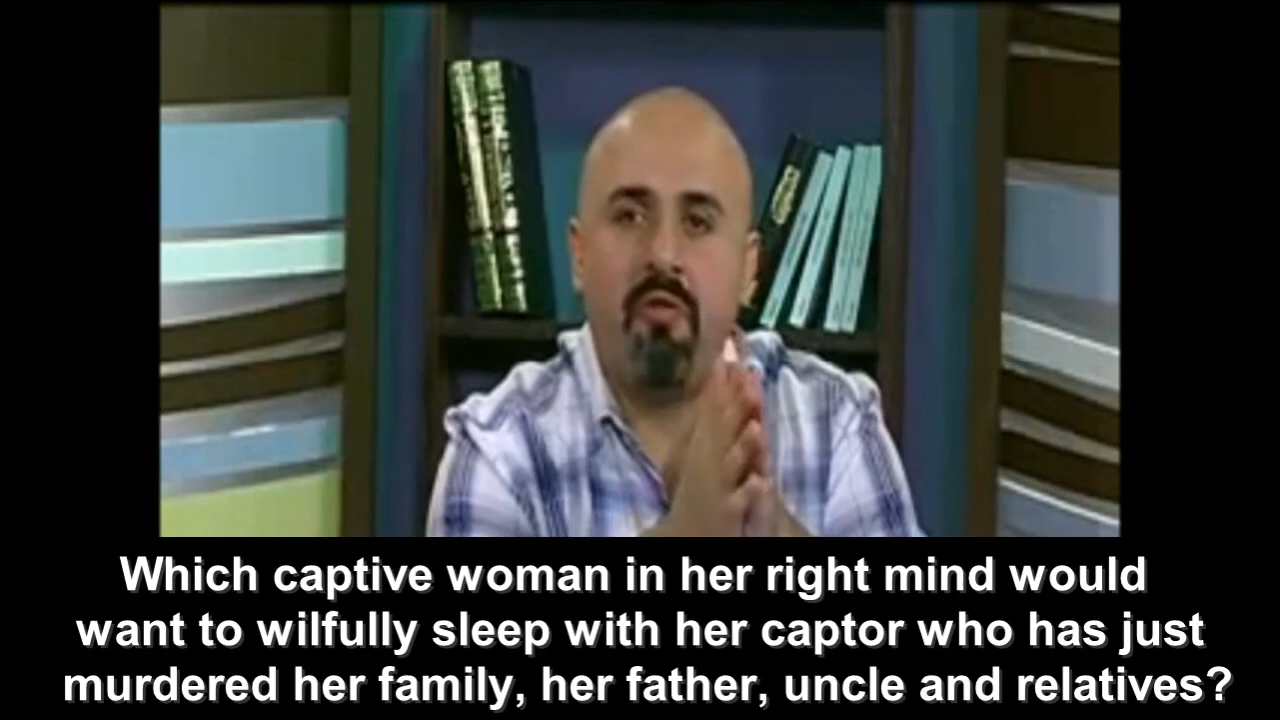 Which captive woman in her right mind would
want to wilfully sleep with her captor who has just
murdered her family, her father, uncle and relatives?